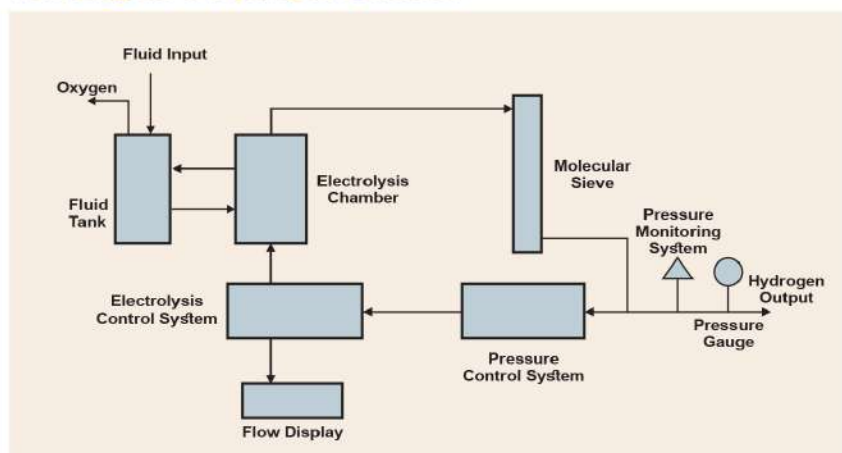 Fluid Input
Oxygen
Fluid
Tank
Electrolysis
Chamber
Molecular
Sieve
Pressure
Monitoring
System
Hydrogen
Output
Pressure
Gauge
Electrolysis
Control System
Pressure
Control System
Flow Display